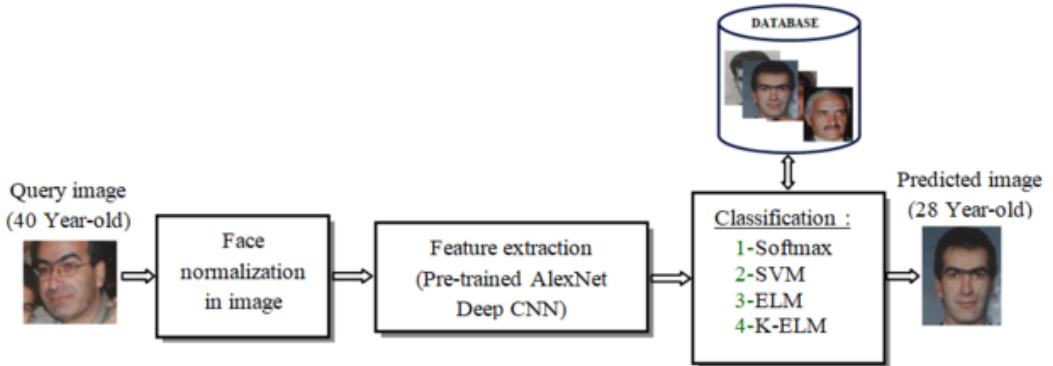 DATABASE
Query image
(40 Year-old)
Face
normalization
in image
Feature extraction
(Pre-trained AlexNet
Deep CNN)
Classification :
1-Softmax
2-SVM
3-ELM
4-K-ELM
Predicted image
(28 Year-old)